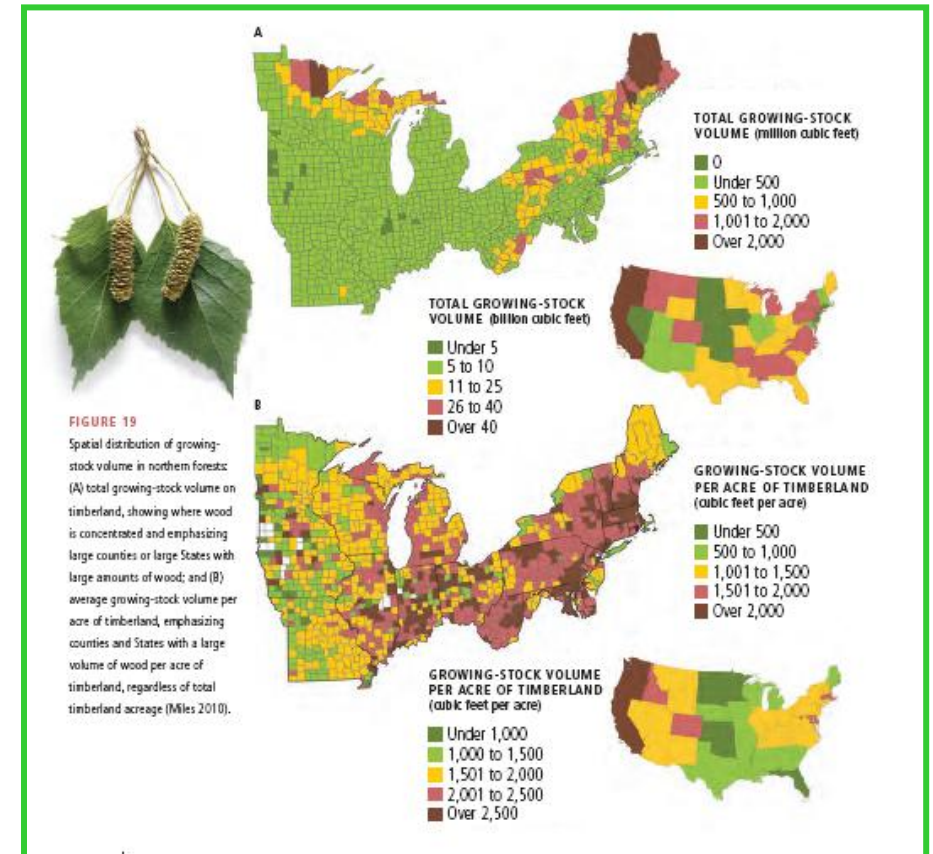 A
TOTAL GROWING-STOCK
VOLUME (million cubic feet)
0
Under 500
500 to 1,000
1,001 to 2,000
Over 2,000
TOTAL GROWING-STOCK
VOLUME (billion cubic feet)
Under 5
5 to 10
11 to 25
26 to 40
Over 40
B
FIGURE 19
Spatial distribution of growing-
stock volume in northern forests:
(A) total growing-stock volume on
timberland, showing where wood
is concentrated and emphasizing
large counties or large States with
large amounts of wood; and (B)
average growing-stock volume per
acre of timberland, emphasizing
counties and States with a large
volume of wood per acre of
timberland, regardless of total
timberland acreage (Miles 2010).
GROWING-STOCK VOLUME
PER ACRE OF TIMBERLAND
(cubic feet per acre)
Under 500
500 to 1,000
1,001 to 1,500
1,501 to 2,000
Over 2,000
GROWING-STOCK VOLUME
PER ACRE OF TIMBERLAND
(cubic feet per acre)
Under 1,000
1,000 to 1,500
1,501 to 2,000
2,001 to 2,500
Over 2,500